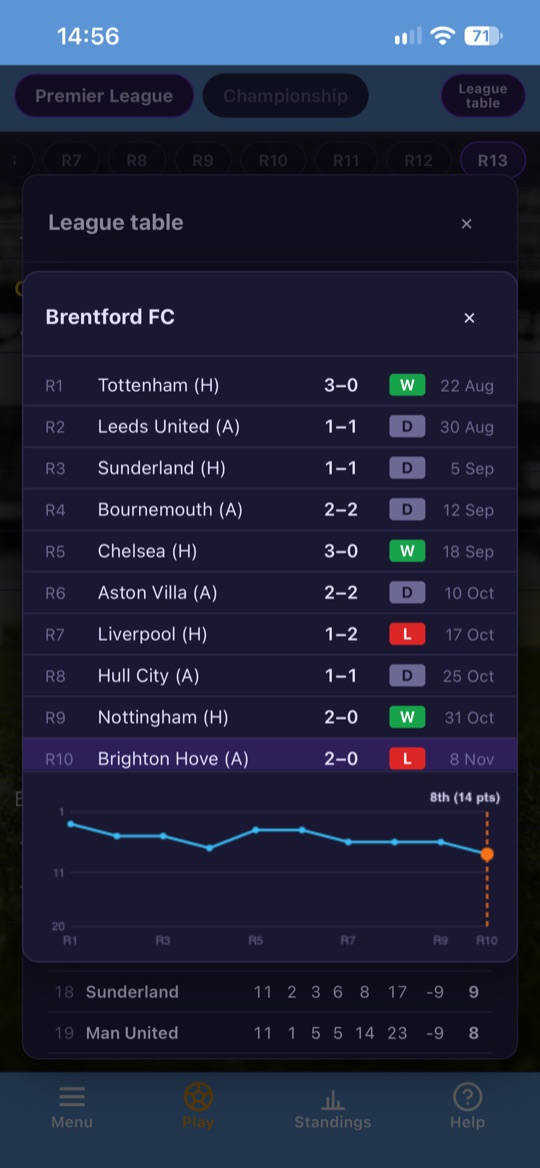 14:56
71
Premier League
Championship
League table
R7
R8
R9
R10
R11
R12
R13
League table
×
Brentford FC
×
R1 Tottenham (H) 3–0 W 22 Aug
R2 Leeds United (A) 1–1 D 30 Aug
R3 Sunderland (H) 1–1 D 5 Sep
R4 Bournemouth (A) 2–2 D 12 Sep
R5 Chelsea (H) 3–0 W 18 Sep
R6 Aston Villa (A) 2–2 D 10 Oct
R7 Liverpool (H) 1–2 L 17 Oct
R8 Hull City (A) 1–1 D 25 Oct
R9 Nottingham (H) 2–0 W 31 Oct
R10 Brighton Hove (A) 2–0 L 8 Nov
8th (14 pts)
1
11
20
R1 R3 R5 R7 R9 R10
18 Sunderland 11 2 3 6 8 17 -9 9
19 Man United 11 1 5 5 14 23 -9 8
Menu
Play
Standings
Help